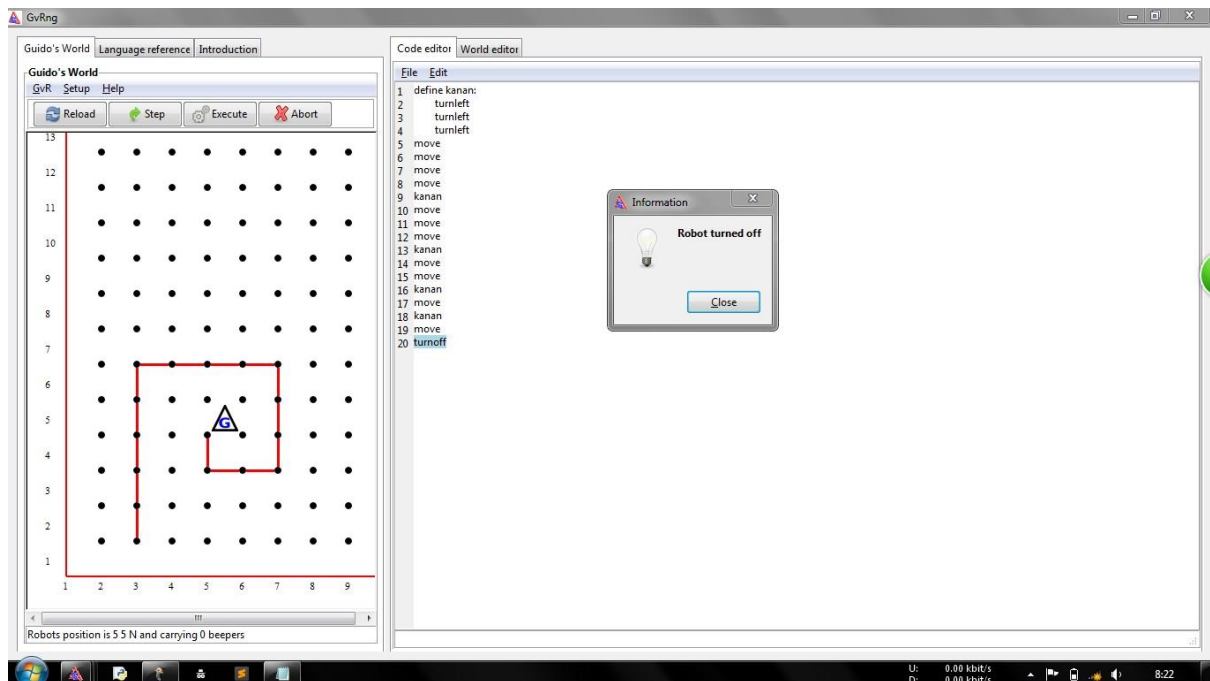 GvRng
Guido's World Language reference Introduction
Guido's World
GvR Setup Help
Reload Step Execute Abort
13
12
11
10
9
8
7
6
5
4
3
2
1
1 2 3 4 5 6 7 8 9
G
Robots position is 5 5 N and carrying 0 beepers
Code editor World editor
File Edit
1 define kanan:
2 turnleft
3 turnleft
4 turnleft
5 move
6 move
7 move
8 move
9 kanan
10 move
11 move
12 move
13 kanan
14 move
15 move
16 kanan
17 move
18 kanan
19 move
20 turnoff
Information
Robot turned off
Close
U: 0.00 kbit/s
D: 0.00 kbit/s
8:22